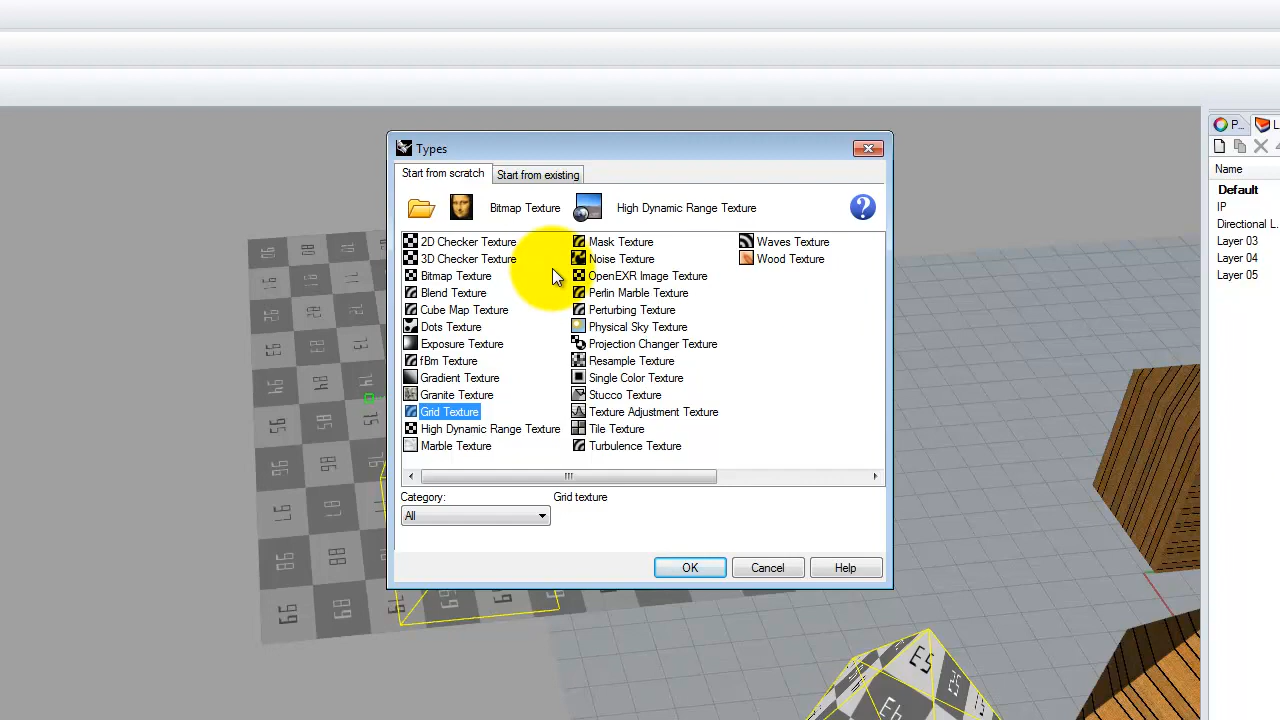 Types
P...
L
Start from scratch
Start from existing
Name
Bitmap Texture
High Dynamic Range Texture
?
Default
IP
Directional L...
Layer 03
Layer 04
Layer 05
2D Checker Texture
3D Checker Texture
Bitmap Texture
Blend Texture
Cube Map Texture
Dots Texture
Exposure Texture
fBm Texture
Gradient Texture
Granite Texture
Grid Texture
High Dynamic Range Texture
Marble Texture
Mask Texture
Noise Texture
OpenEXR Image Texture
Perlin Marble Texture
Perturbing Texture
Physical Sky Texture
Projection Changer Texture
Resample Texture
Single Color Texture
Stucco Texture
Texture Adjustment Texture
Tile Texture
Turbulence Texture
Waves Texture
Wood Texture
Category:
Grid texture
All
OK
Cancel
Help
E5